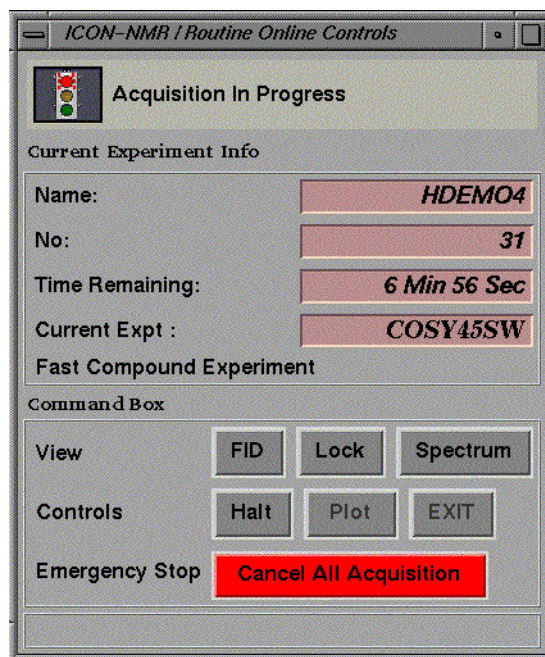 ICON-NMR / Routine Online Controls
Acquisition In Progress
Current Experiment Info
Name: HDEMO4
No: 31
Time Remaining: 6 Min 56 Sec
Current Expt : COSY45SW
Fast Compound Experiment
Command Box
View FID Lock Spectrum
Controls Halt Plot EXIT
Emergency Stop Cancel All Acquisition